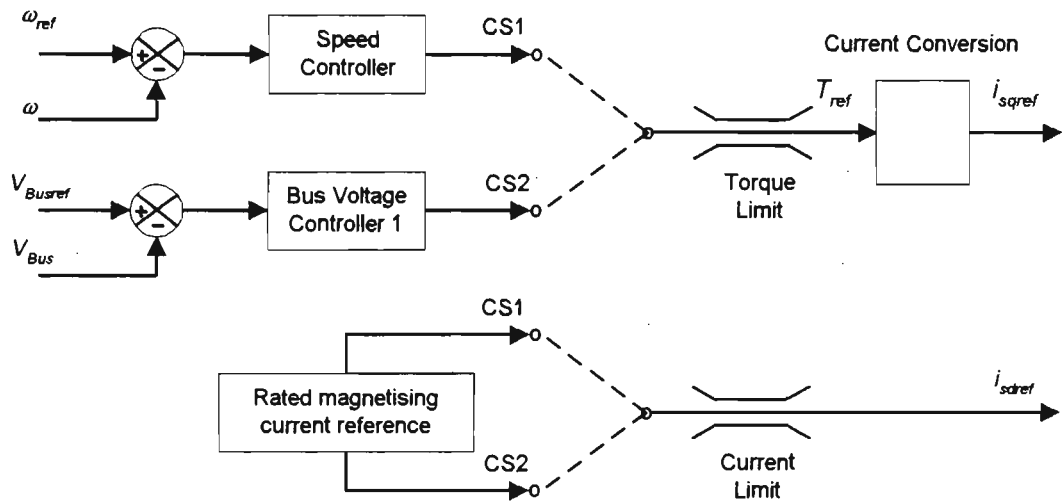 ω_ref
ω
+
−
Speed
Controller
CS1
Current Conversion
T_ref
i_sqref
V_Busref
V_Bus
+
−
Bus Voltage
Controller 1
CS2
Torque
Limit
CS1
Rated magnetising
current reference
CS2
Current
Limit
i_sdref